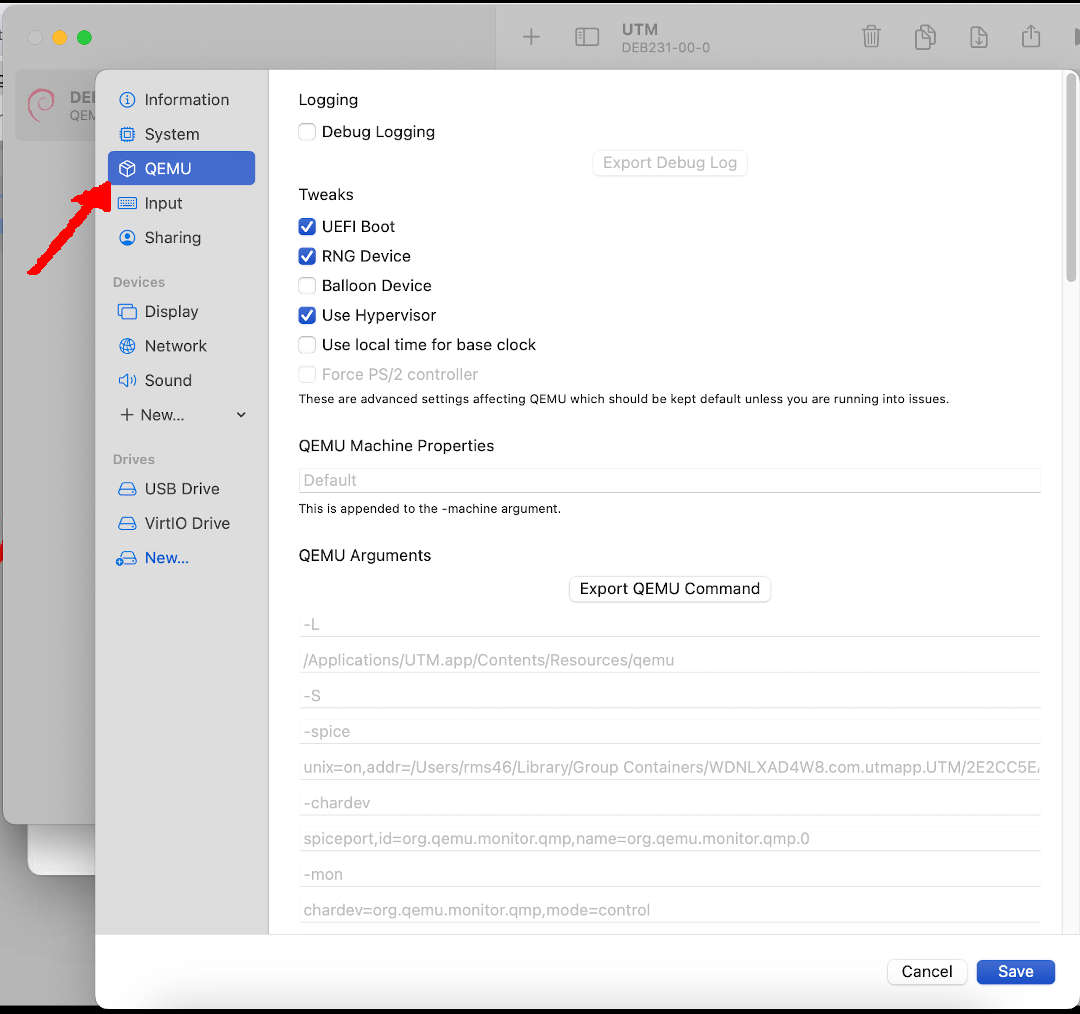 UTM
DEB231-00-0
DEB
QEM
Information
System
QEMU
Input
Sharing
Devices
Display
Network
Sound
New...
Drives
USB Drive
VirtIO Drive
New...
Logging
Debug Logging
Export Debug Log
Tweaks
UEFI Boot
RNG Device
Balloon Device
Use Hypervisor
Use local time for base clock
Force PS/2 controller
These are advanced settings affecting QEMU which should be kept default unless you are running into issues.
QEMU Machine Properties
Default
This is appended to the -machine argument.
QEMU Arguments
Export QEMU Command
-L
/Applications/UTM.app/Contents/Resources/qemu
-S
-spice
unix=on,addr=/Users/rms46/Library/Group Containers/WDNLXAD4W8.com.utmapp.UTM/2E2CC5EA
-chardev
spiceport,id=org.qemu.monitor.qmp,name=org.qemu.monitor.qmp.0
-mon
chardev=org.qemu.monitor.qmp,mode=control
Cancel
Save